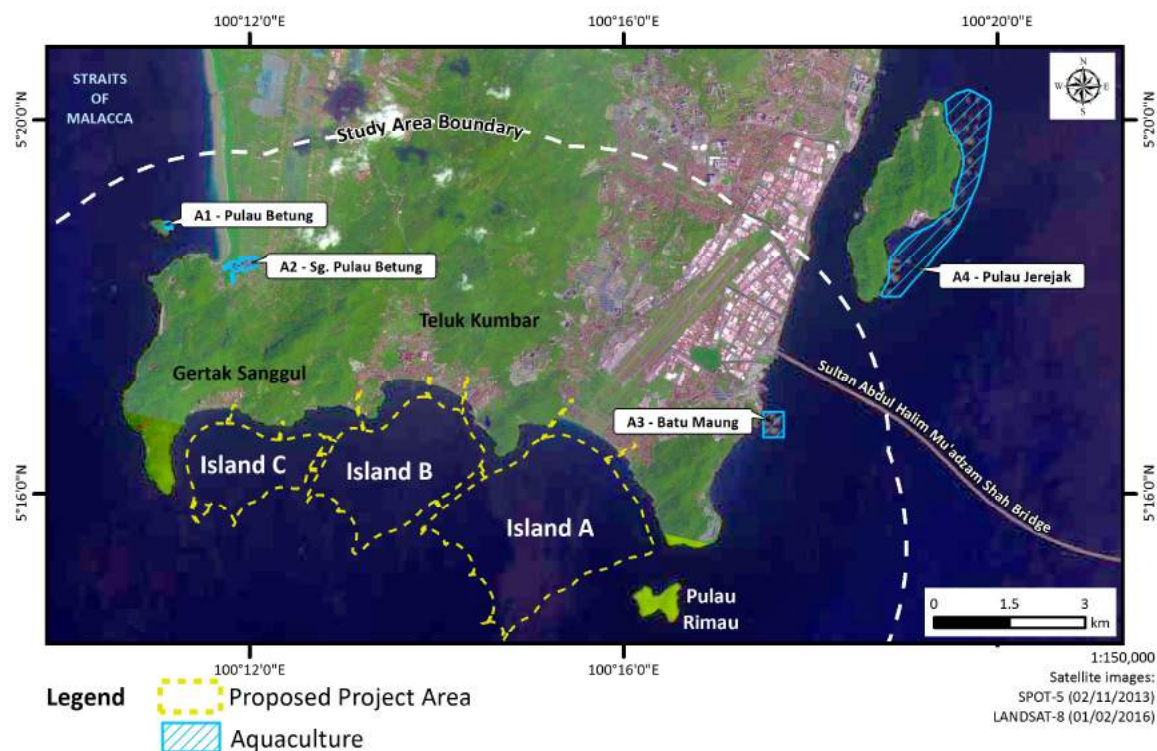 100°12'0"E
100°16'0"E
100°20'0"E
STRAITS
OF
MALACCA
N
W E
S
5°20'0"N
5°20'0"N
Study Area Boundary
A1 - Pulau Betung
A2 - Sg. Pulau Betung
A4 - Pulau Jerejak
Teluk Kumbar
Gertak Sanggul
Sultan Abdul Halim Mu'adzam Shah Bridge
A3 - Batu Maung
Island C
Island B
Island A
5°16'0"N
5°16'0"N
Pulau
Rimau
0 1.5 3
km
100°12'0"E
100°16'0"E
1:150,000
Satellite images:
SPOT-5 (02/11/2013)
LANDSAT-8 (01/02/2016)
Legend
Proposed Project Area
Aquaculture